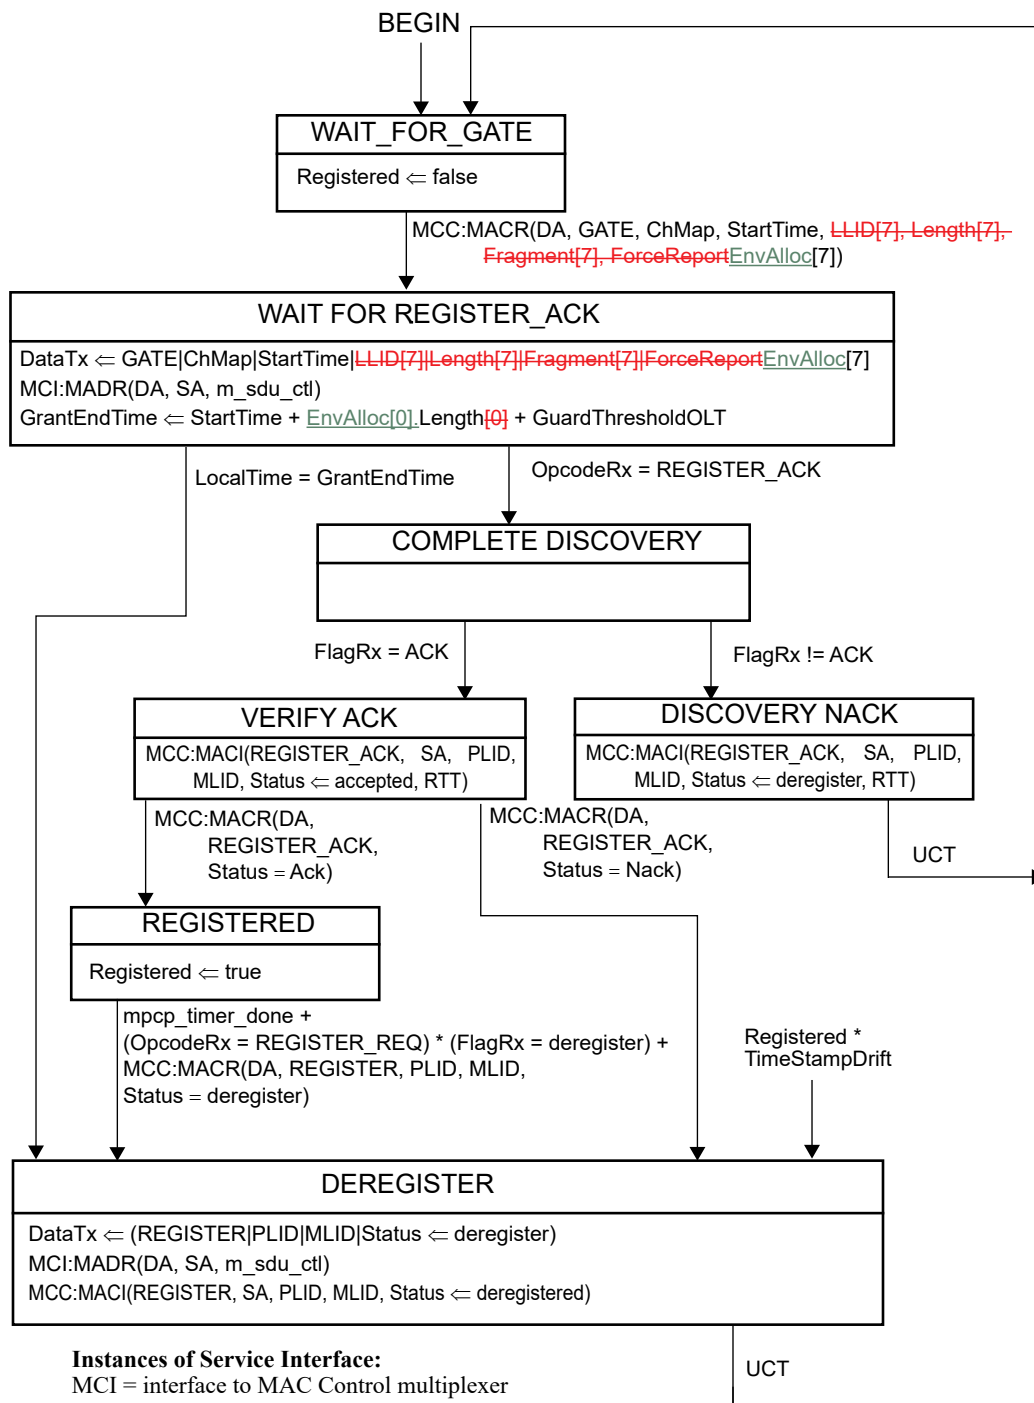 BEGIN
WAIT_FOR_GATE
Registered ⇐ false
MCC:MACR(DA, GATE, ChMap, StartTime, LLID[7], Length[7],
Fragment[7], ForceReportEnvAlloc[7])
WAIT FOR REGISTER_ACK
DataTx ⇐ GATE|ChMap|StartTime|LLID[7]|Length[7]|Fragment[7]|ForceReportEnvAlloc[7]
MCI:MADR(DA, SA, m_sdu_ctl)
GrantEndTime ⇐ StartTime + EnvAlloc[0].Length[0] + GuardThresholdOLT
LocalTime = GrantEndTime
OpcodeRx = REGISTER_ACK
COMPLETE DISCOVERY
FlagRx = ACK
FlagRx != ACK
VERIFY ACK
MCC:MACI(REGISTER_ACK, SA, PLID,
MLID, Status ⇐ accepted, RTT)
DISCOVERY NACK
MCC:MACI(REGISTER_ACK, SA, PLID,
MLID, Status ⇐ deregister, RTT)
MCC:MACR(DA,
REGISTER_ACK,
Status = Ack)
MCC:MACR(DA,
REGISTER_ACK,
Status = Nack)
UCT
REGISTERED
Registered ⇐ true
mpcp_timer_done +
(OpcodeRx = REGISTER_REQ) * (FlagRx = deregister) +
MCC:MACR(DA, REGISTER, PLID, MLID,
Status = deregister)
Registered *
TimeStampDrift
DEREGISTER
DataTx ⇐ (REGISTER|PLID|MLID|Status ⇐ deregister)
MCI:MADR(DA, SA, m_sdu_ctl)
MCC:MACI(REGISTER, SA, PLID, MLID, Status ⇐ deregistered)
Instances of Service Interface:
MCI = interface to MAC Control multiplexer
UCT